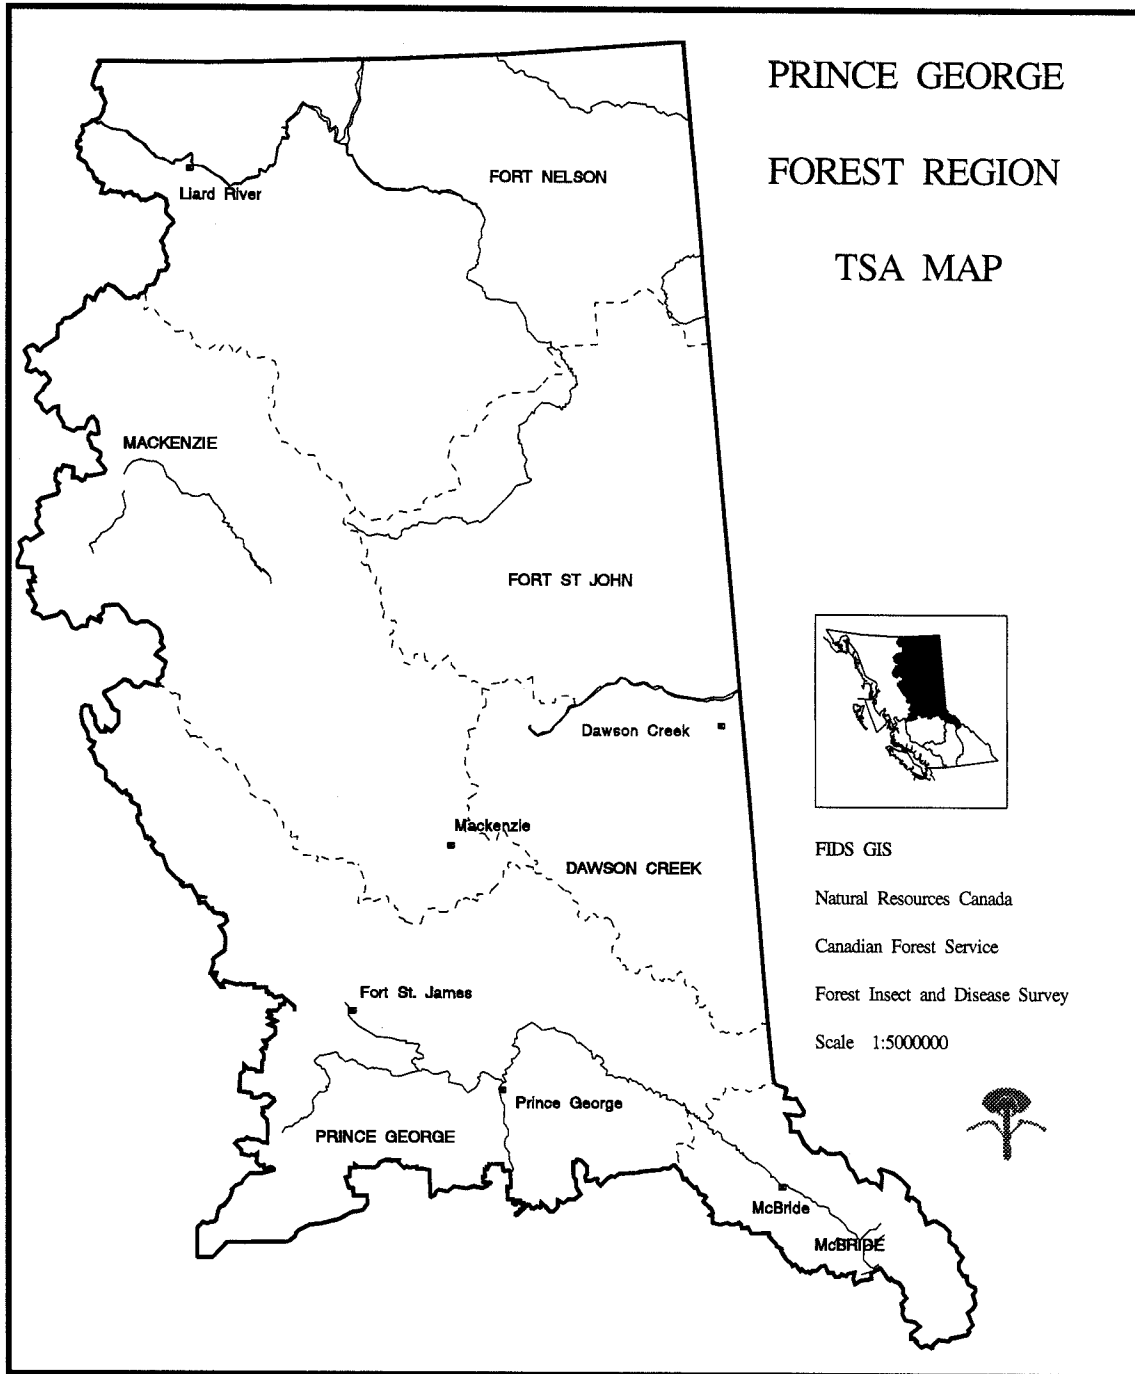 PRINCE GEORGE
FOREST REGION
TSA MAP
Liard River
FORT NELSON
MACKENZIE
FORT ST JOHN
Dawson Creek
Mackenzie
DAWSON CREEK
Fort St. James
Prince George
PRINCE GEORGE
McBride
McBRIDE
FIDS GIS
Natural Resources Canada
Canadian Forest Service
Forest Insect and Disease Survey
Scale 1:5000000